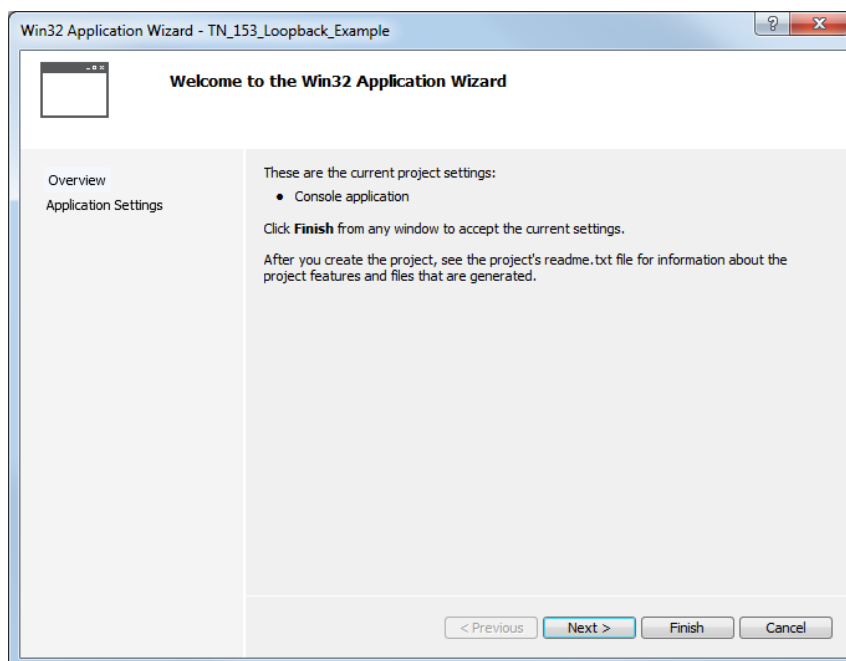 Win32 Application Wizard - TN_153_Loopback_Example
Welcome to the Win32 Application Wizard
Overview
Application Settings
These are the current project settings:
• Console application
Click Finish from any window to accept the current settings.
After you create the project, see the project's readme.txt file for information about the
project features and files that are generated.
< Previous
Next >
Finish
Cancel